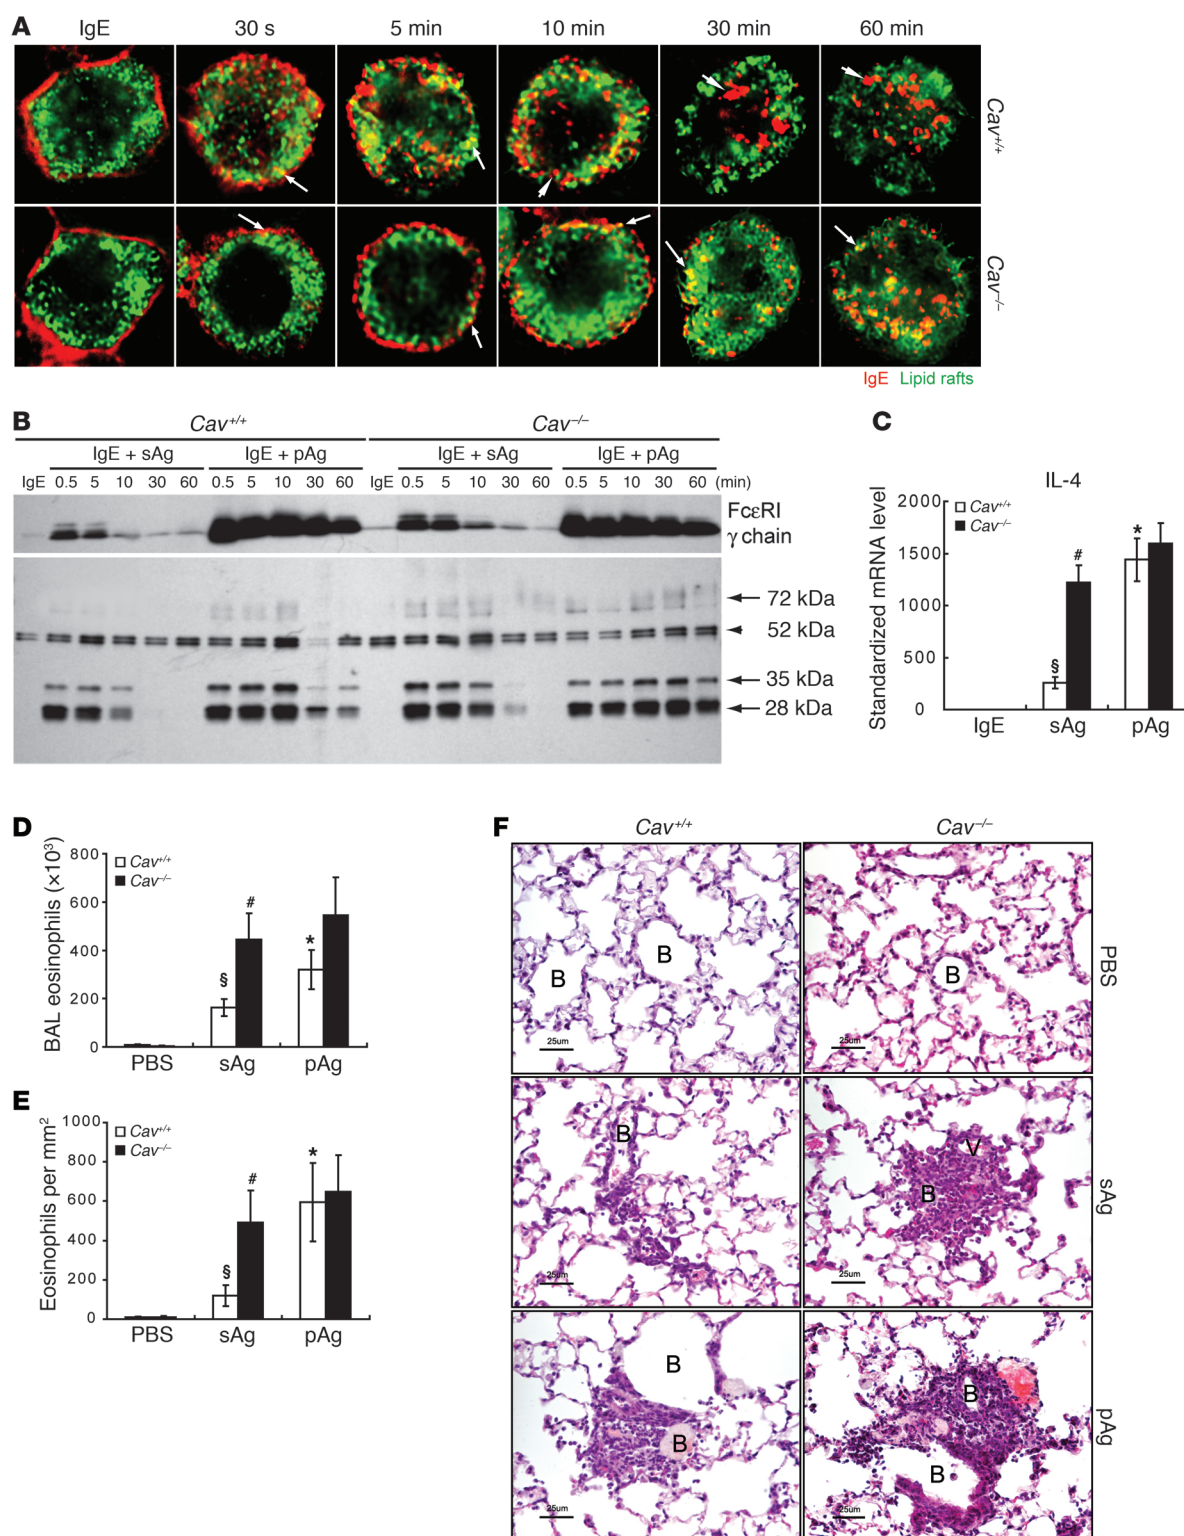 A
IgE 30 s 5 min 10 min 30 min 60 min
Cav+/+
Cav–/–
IgE Lipid rafts
B
Cav+/+ Cav–/–
IgE + sAg IgE + pAg IgE + sAg IgE + pAg
IgE 0.5 5 10 30 60 0.5 5 10 30 60 IgE 0.5 5 10 30 60 0.5 5 10 30 60 (min)
FcεRI
γ chain
72 kDa
52 kDa
35 kDa
28 kDa
C
IL-4
Standardized mRNA level
2000
1500
1000
500
0
Cav+/+
Cav–/–
§ # *
IgE sAg pAg
D
BAL eosinophils (×10³)
800
600
400
200
0
Cav+/+
Cav–/–
§ # *
PBS sAg pAg
E
Eosinophils per mm²
1000
800
600
400
200
0
Cav+/+
Cav–/–
§ # *
PBS sAg pAg
F
Cav+/+ Cav–/–
B B B
25um 25um
PBS
B V B
25um 25um
sAg
B B B B
25um 25um
pAg